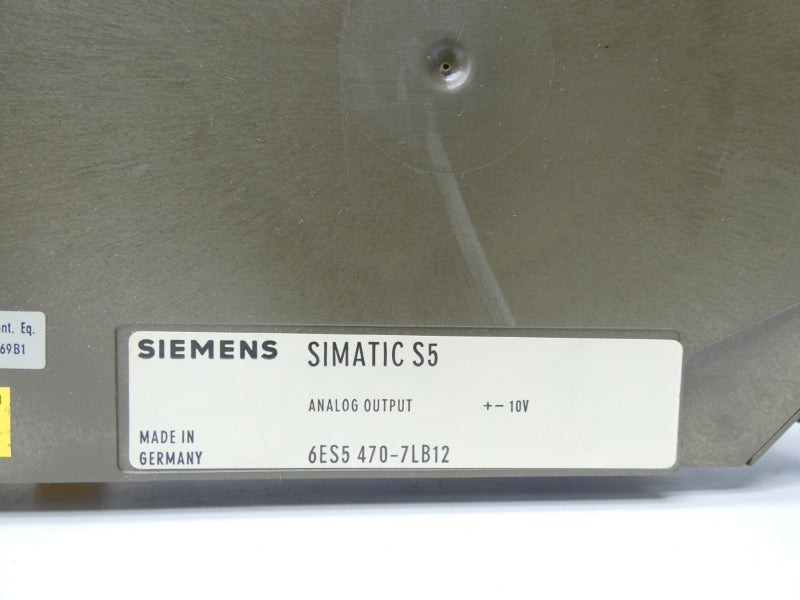 nt. Eq.
69B1
SIEMENS SIMATIC S5
ANALOG OUTPUT +− 10V
MADE IN
GERMANY 6ES5 470-7LB12